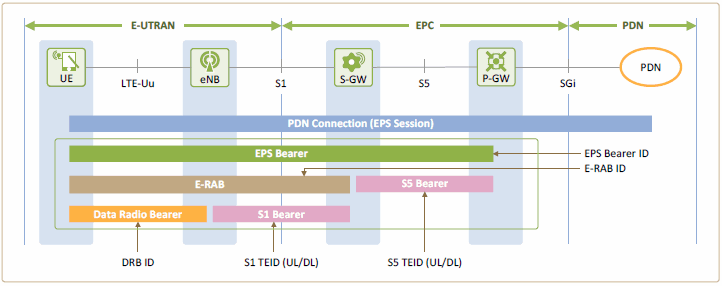 E-UTRAN
EPC
PDN
UE
LTE-Uu
eNB
S1
S-GW
S5
P-GW
SGi
PDN
PDN Connection (EPS Session)
EPS Bearer
EPS Bearer ID
E-RAB ID
E-RAB
S5 Bearer
Data Radio Bearer
S1 Bearer
DRB ID
S1 TEID (UL/DL)
S5 TEID (UL/DL)